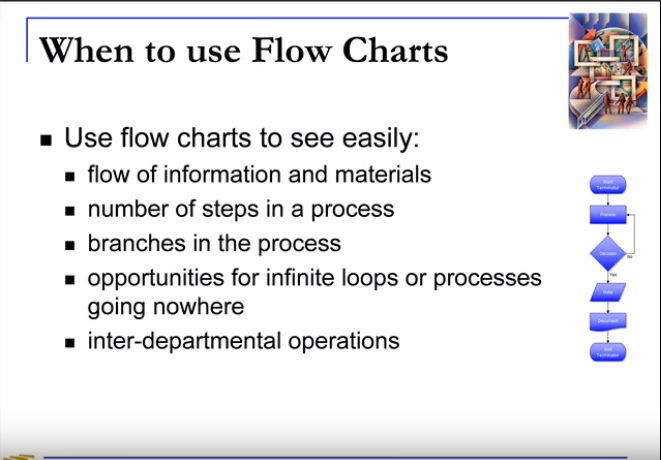 When to use Flow Charts
Use flow charts to see easily:
flow of information and materials
number of steps in a process
branches in the process
opportunities for infinite loops or processes
going nowhere
inter-departmental operations
Start
Terminator
Process
Decision
No
Yes
Document
Terminator